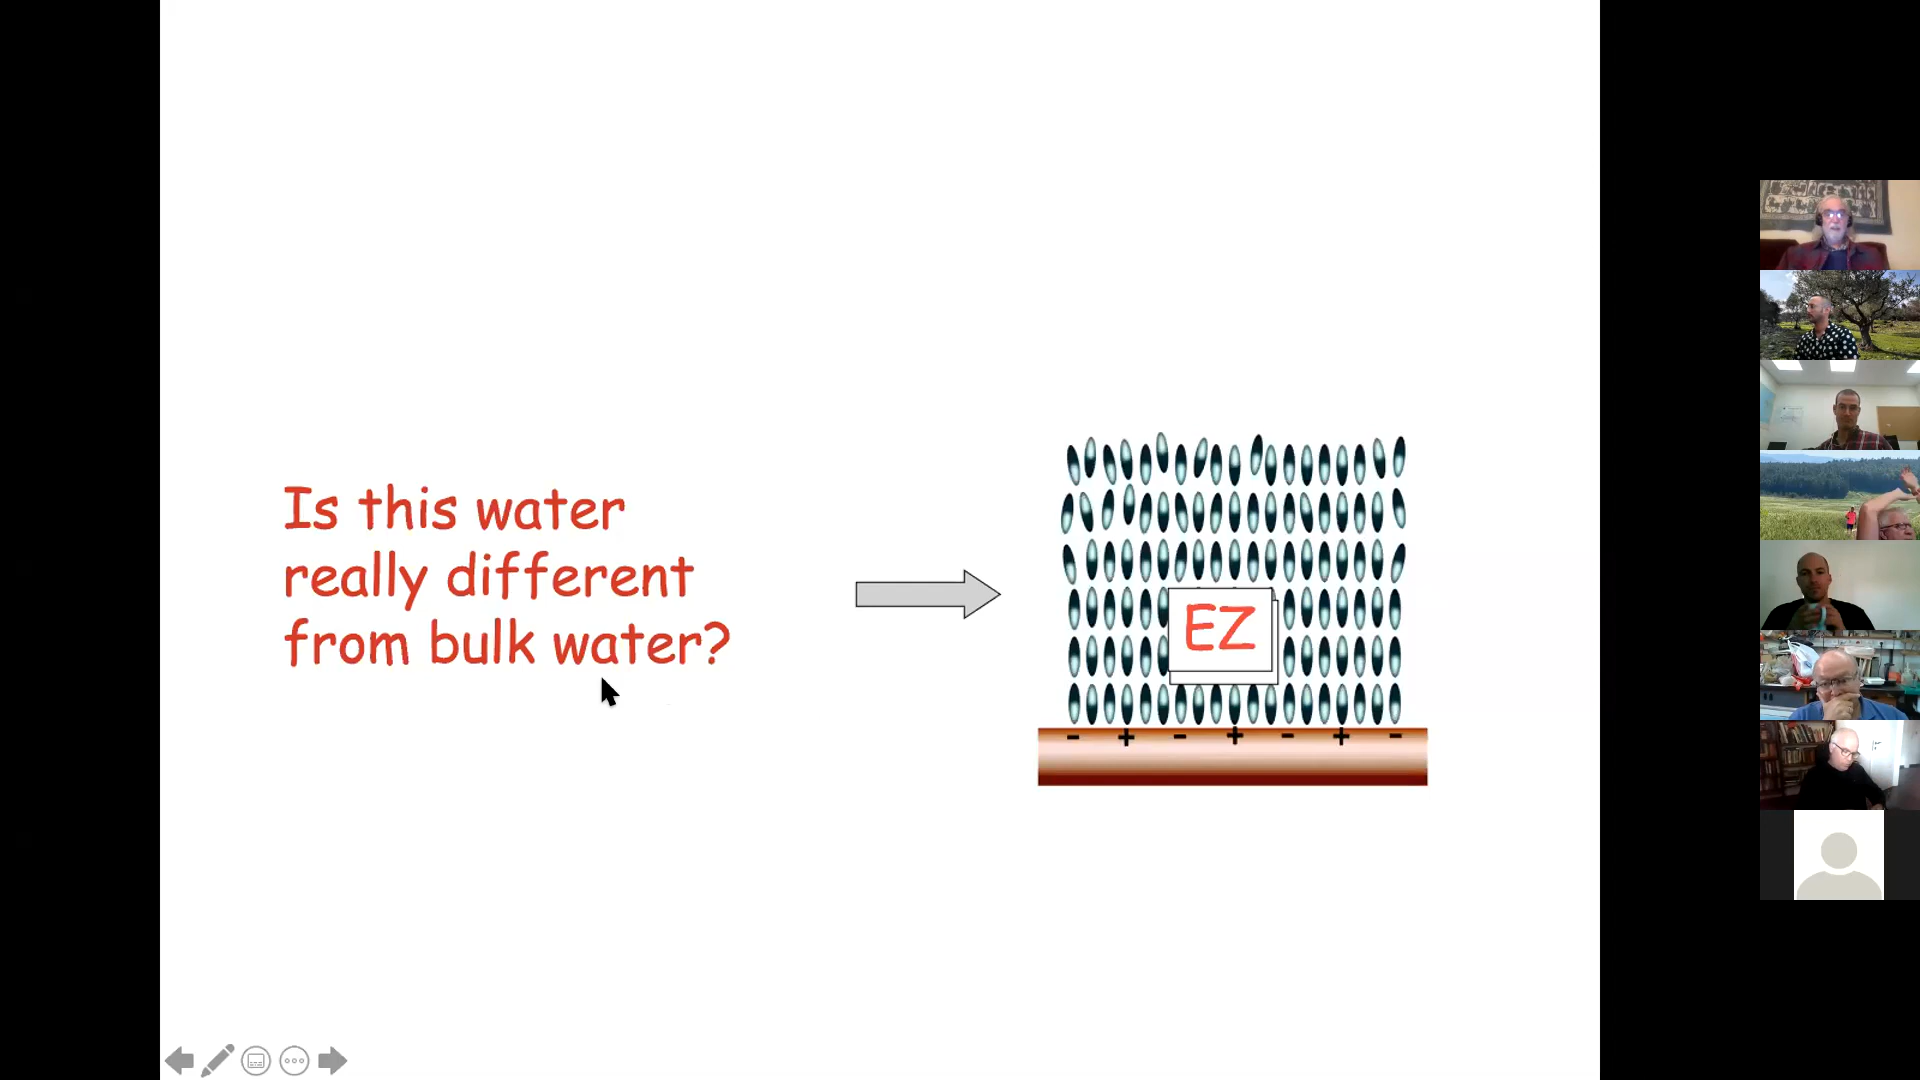 Is this water
really different
from bulk water?
EZ
- + - + - + -